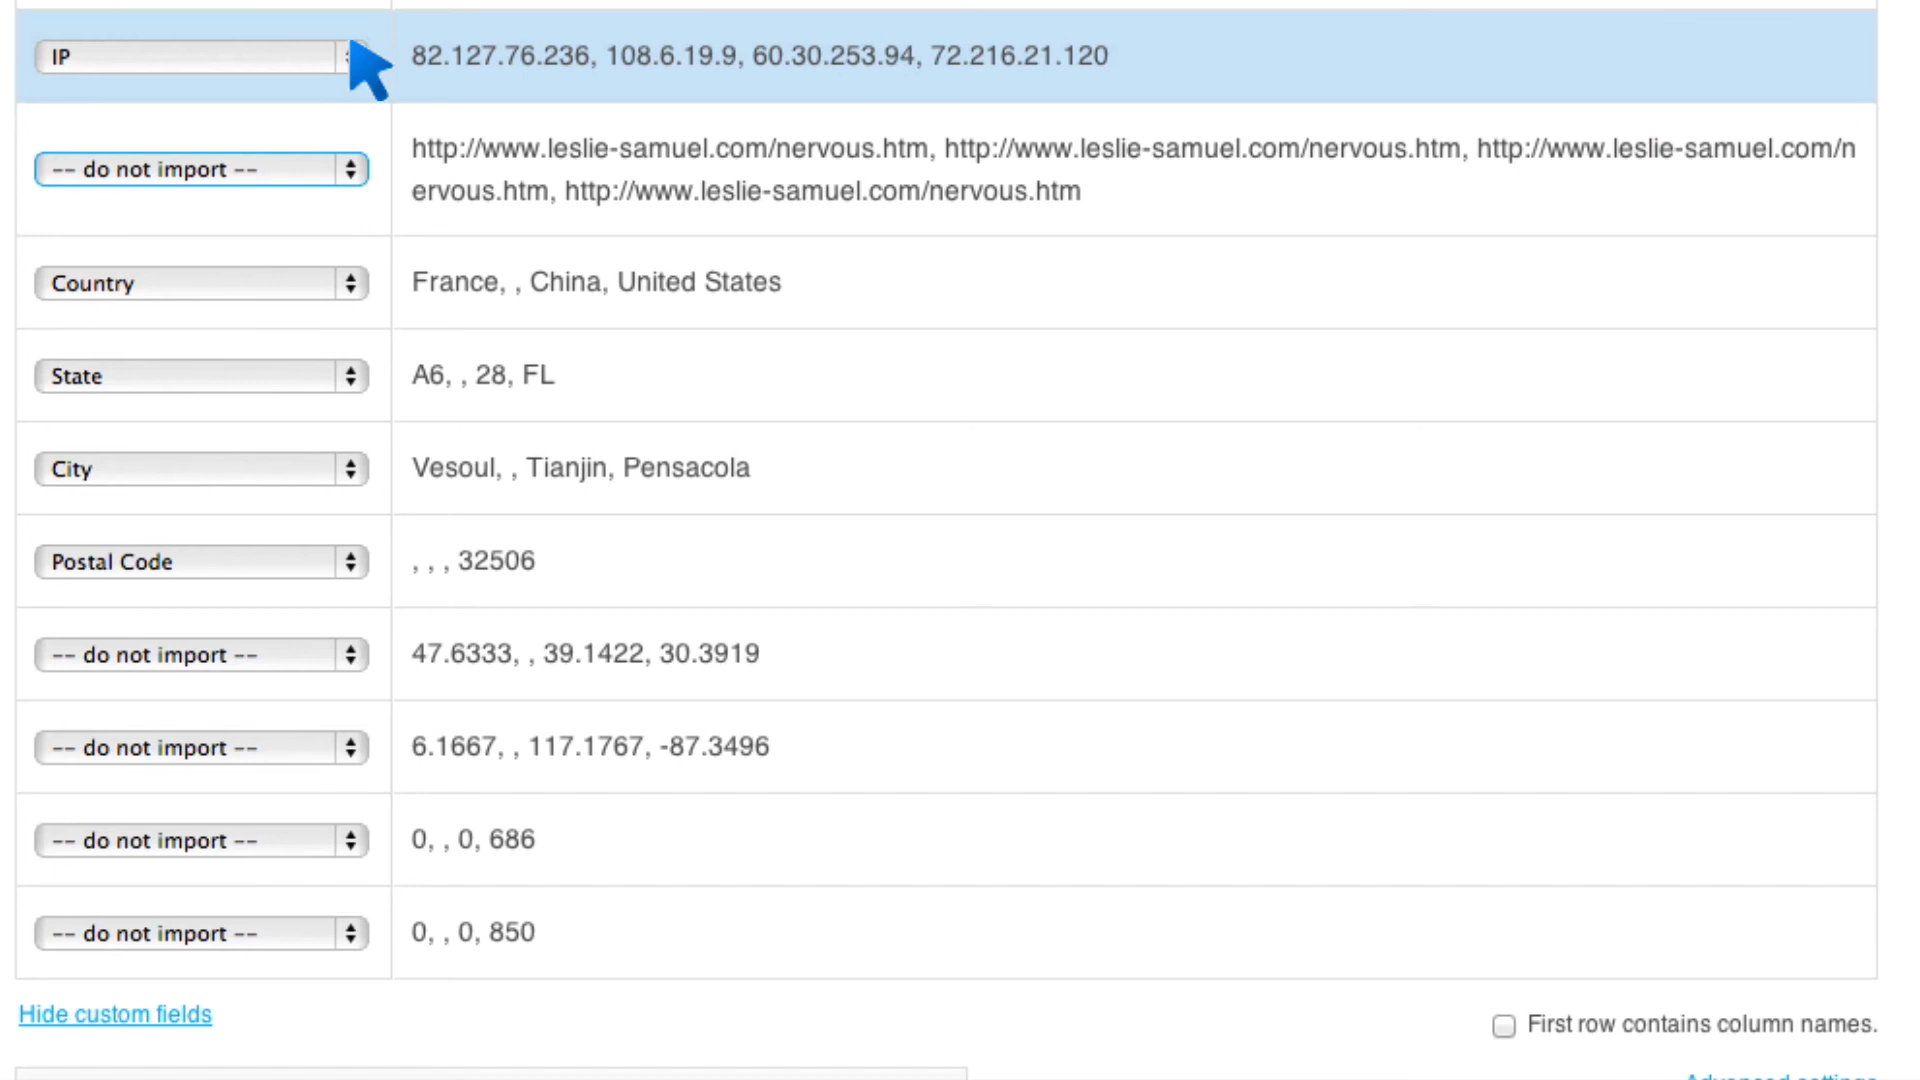 IP
82.127.76.236, 108.6.19.9, 60.30.253.94, 72.216.21.120
-- do not import --
http://www.leslie-samuel.com/nervous.htm, http://www.leslie-samuel.com/nervous.htm, http://www.leslie-samuel.com/n
ervous.htm, http://www.leslie-samuel.com/nervous.htm
Country
France, , China, United States
State
A6, , 28, FL
City
Vesoul, , Tianjin, Pensacola
Postal Code
, , , 32506
-- do not import --
47.6333, , 39.1422, 30.3919
-- do not import --
6.1667, , 117.1767, -87.3496
-- do not import --
0, , 0, 686
-- do not import --
0, , 0, 850
Hide custom fields
First row contains column names.
Advanced settings